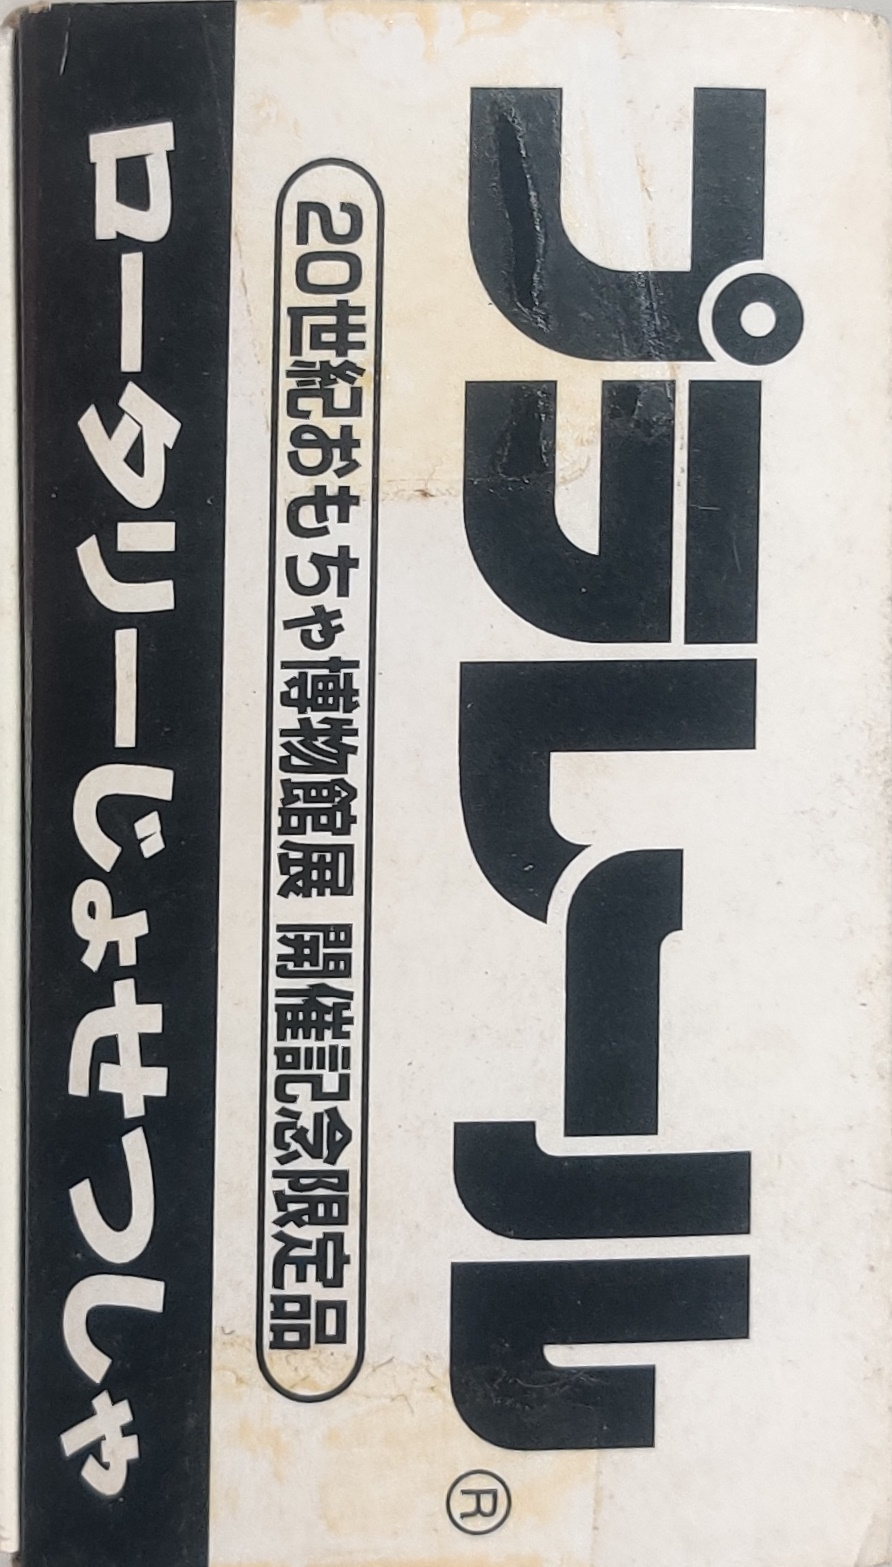 プラレール®
20世紀おもちゃ博物館展 開催記念限定品
ロータリーじょせつしゃ